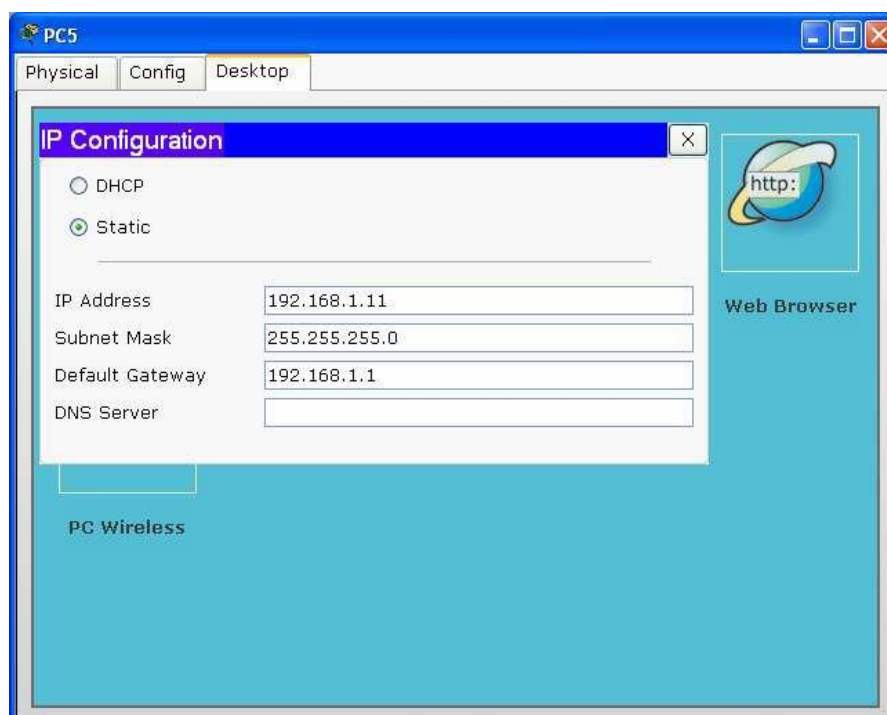 PC5
Physical Config Desktop
IP Configuration X
DHCP
Static
http:
IP Address 192.168.1.11
Web Browser
Subnet Mask 255.255.255.0
Default Gateway 192.168.1.1
DNS Server
PC Wireless